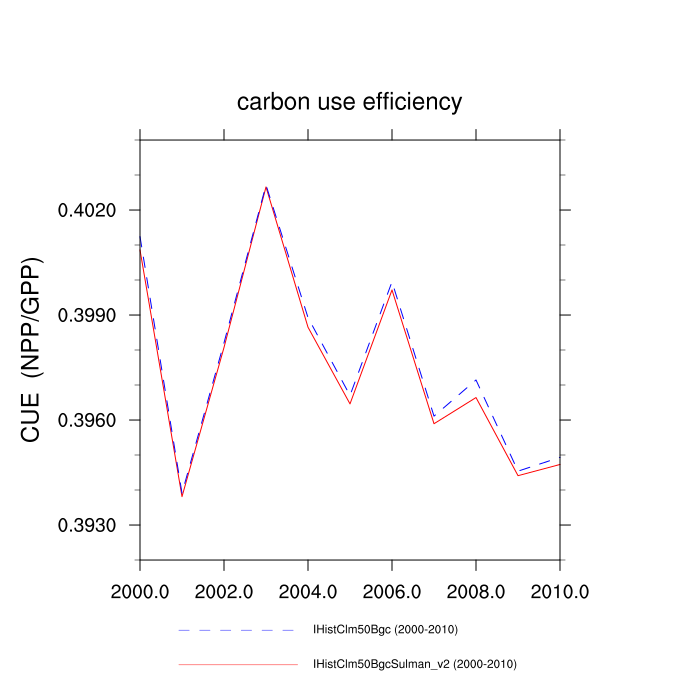 carbon use efficiency
CUE (NPP/GPP)
0.4020
0.3990
0.3960
0.3930
2000.0 2002.0 2004.0 2006.0 2008.0 2010.0
IHistClm50Bgc (2000-2010)
IHistClm50BgcSulman_v2 (2000-2010)